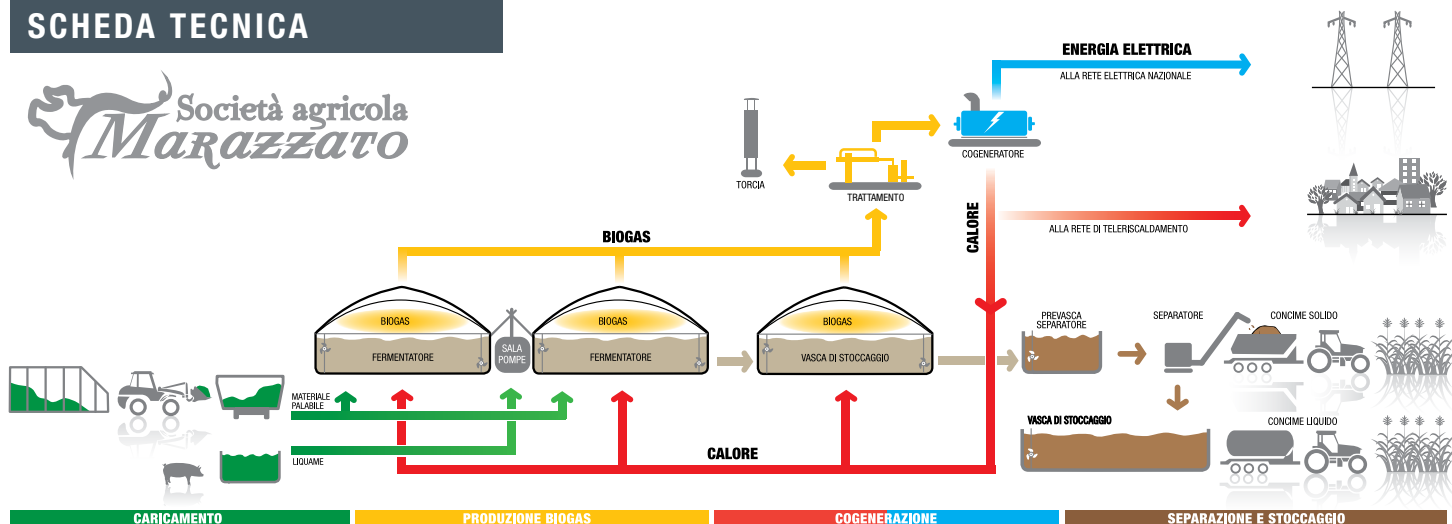 SCHEDA TECNICA
Società agricola
MARAZZATO
ENERGIA ELETTRICA
ALLA RETE ELETTRICA NAZIONALE
COGENERATORE
TORCIA
TRATTAMENTO
CALORE
ALLA RETE DI TELERISCALDAMENTO
BIOGAS
BIOGAS
BIOGAS
BIOGAS
FERMENTATORE
SALA
POMPE
FERMENTATORE
VASCA DI STOCCAGGIO
PREVASCA
SEPARATORE
SEPARATORE
CONCIME SOLIDO
MATERIALE
PALABILE
LIQUAME
CALORE
VASCA DI STOCCAGGIO
CONCIME LIQUIDO
CARICAMENTO
PRODUZIONE BIOGAS
COGENERAZIONE
SEPARAZIONE E STOCCAGGIO